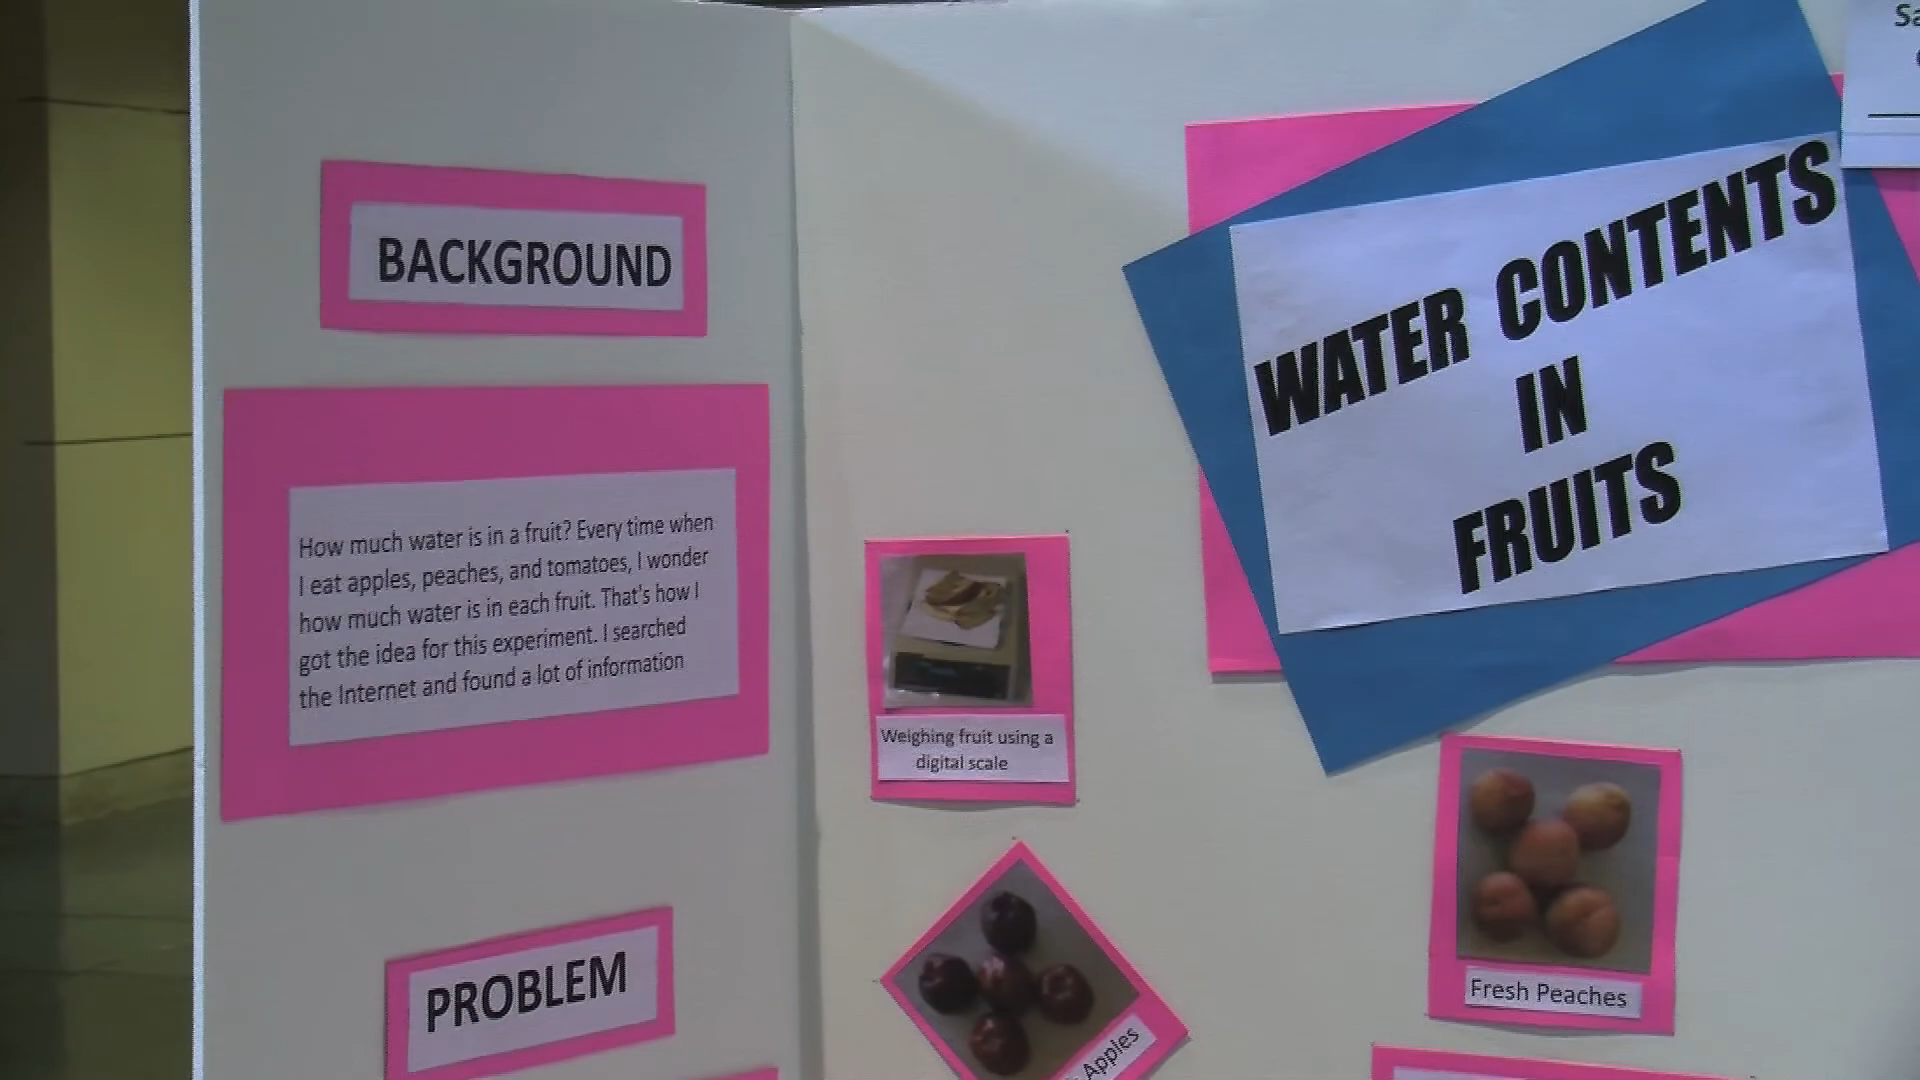 BACKGROUND
How much water is in a fruit? Every time when
I eat apples, peaches, and tomatoes, I wonder
how much water is in each fruit. That's how I
got the idea for this experiment. I searched
the Internet and found a lot of information
PROBLEM
WATER CONTENTS
IN
FRUITS
Weighing fruit using a
digital scale
Apples
Fresh Peaches